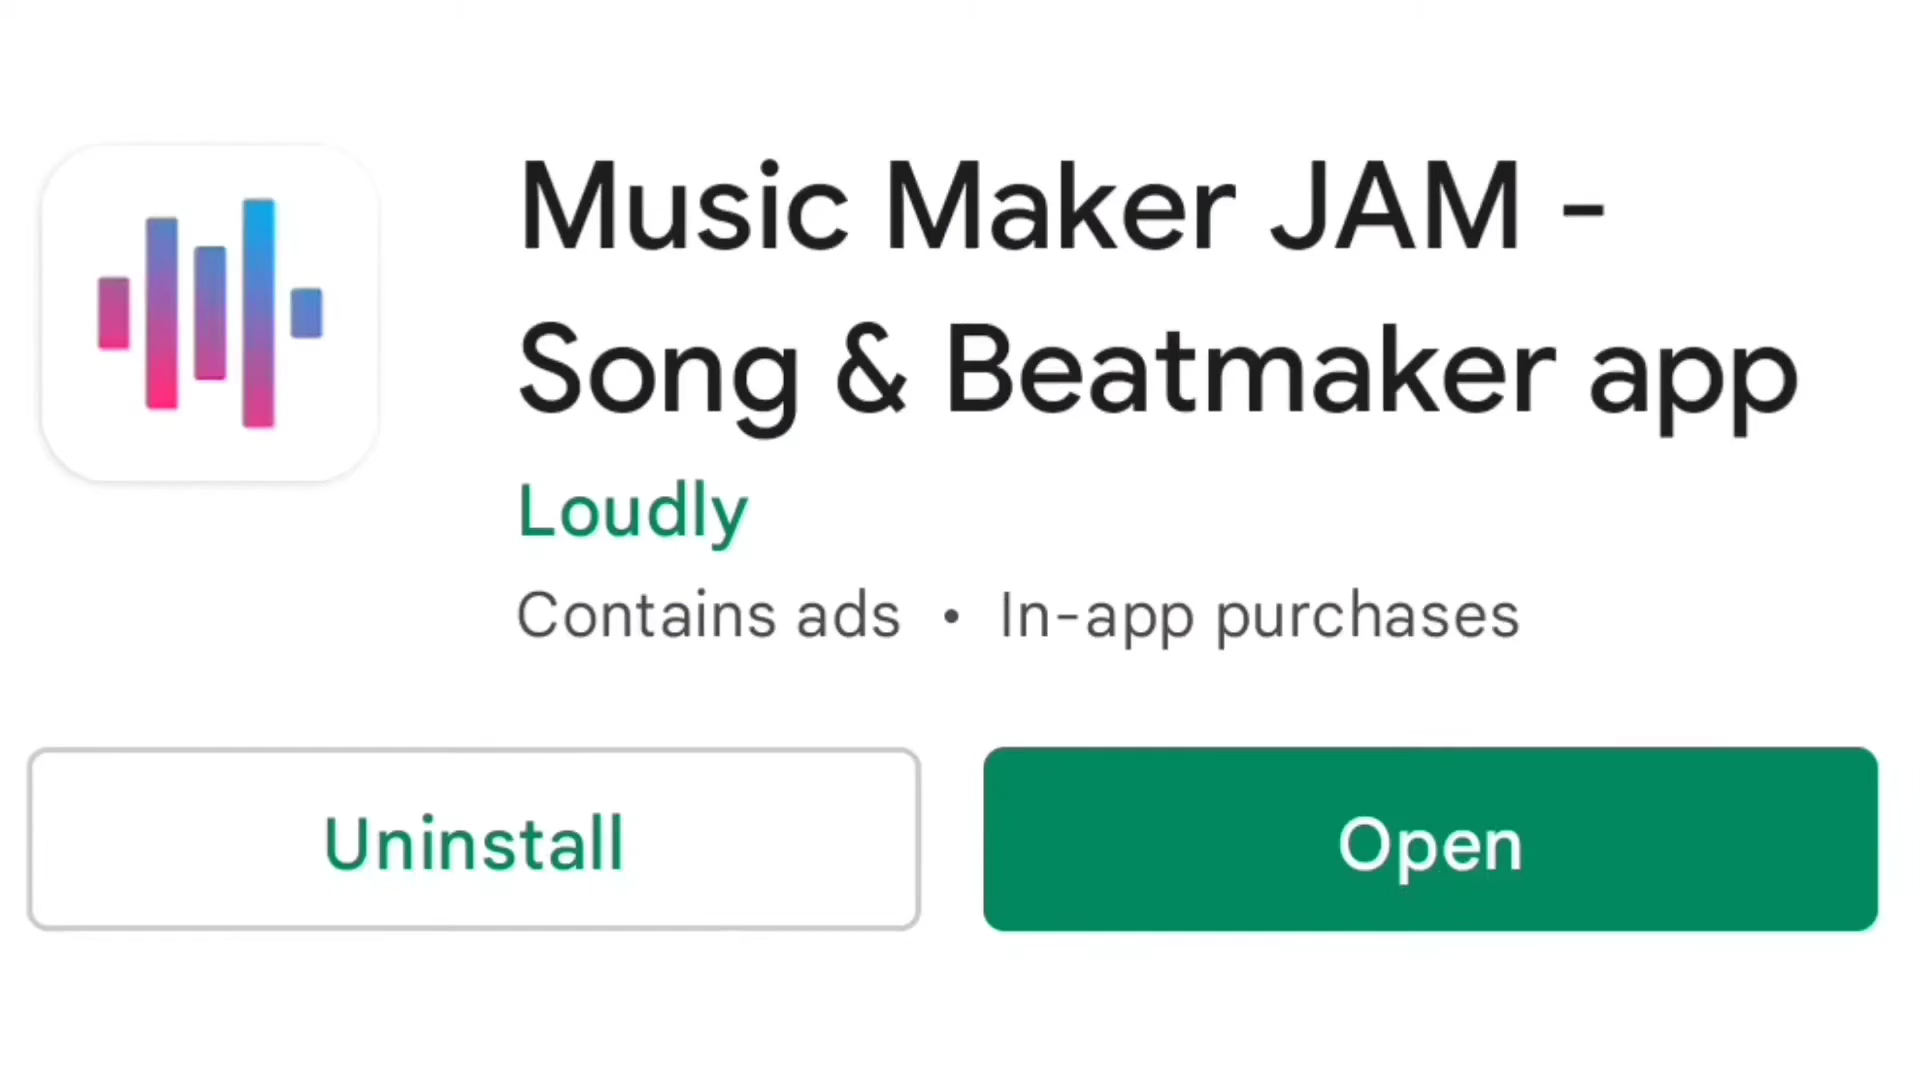 Music Maker JAM -
Song & Beatmaker app
Loudly
Contains ads • In-app purchases
Uninstall
Open